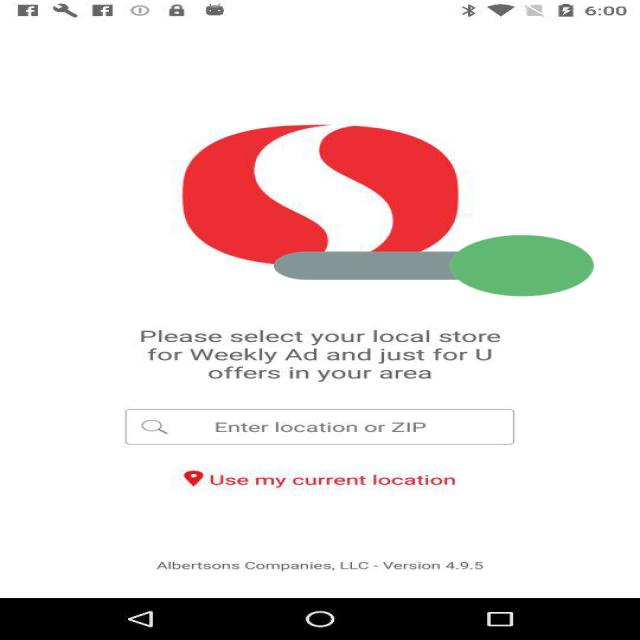 6:00
Please select your local store
for Weekly Ad and just for U
offers in your area
Enter location or ZIP
Use my current location
Albertsons Companies, LLC - Version 4.9.5